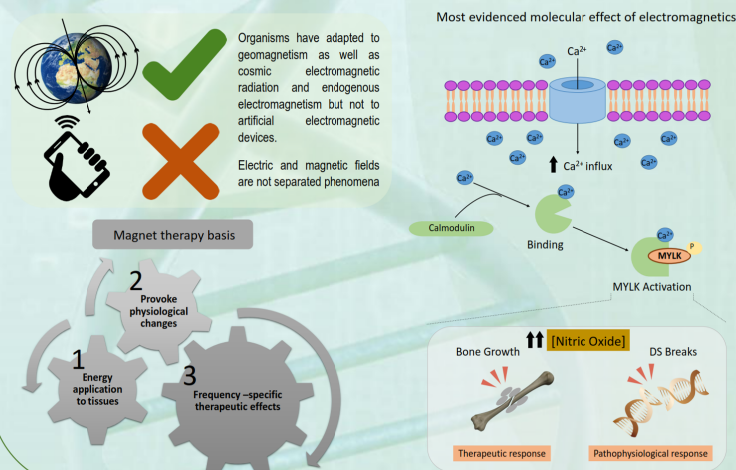 Organisms have adapted to
geomagnetism as well as
cosmic electromagnetic
radiation and endogenous
electromagnetism but not to
artificial electromagnetic
devices.
Electric and magnetic fields
are not separated phenomena
Magnet therapy basis
1
Energy
application
to tissues
2
Provoke
physiological
changes
3
Frequency –specific
therapeutic effects
Most evidenced molecular effect of electromagnetics
Ca²⁺
Ca²⁺
Ca²⁺
Ca²⁺
Ca²⁺
Ca²⁺
Ca²⁺
Ca²⁺
Ca²⁺
Ca²⁺ influx
Ca²⁺
Ca²⁺
Calmodulin
Binding
Ca²⁺
MYLK
P
MYLK Activation
[Nitric Oxide]
Bone Growth
DS Breaks
Therapeutic response
Pathophysiological response